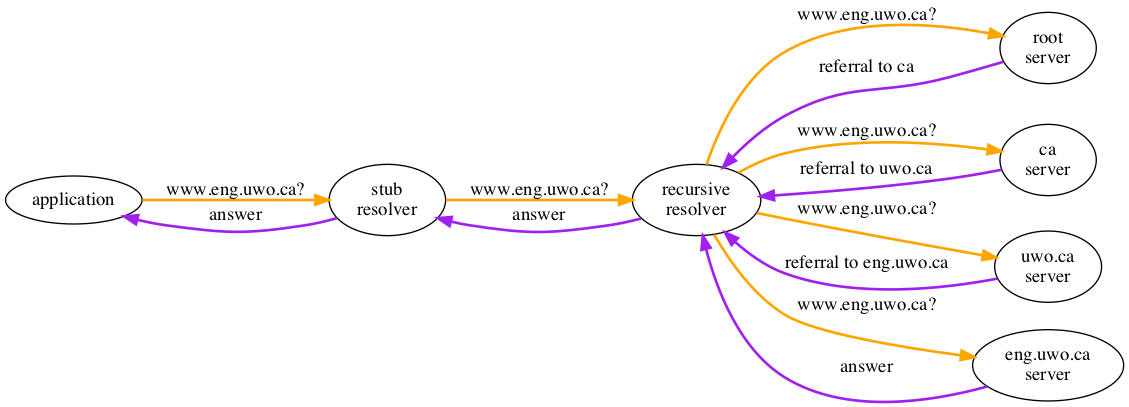 www.eng.uwo.ca?
root
server
referral to ca
www.eng.uwo.ca?
ca
server
referral to uwo.ca
application
www.eng.uwo.ca?
answer
stub
resolver
www.eng.uwo.ca?
answer
recursive
resolver
www.eng.uwo.ca?
uwo.ca
server
referral to eng.uwo.ca
www.eng.uwo.ca?
eng.uwo.ca
server
answer